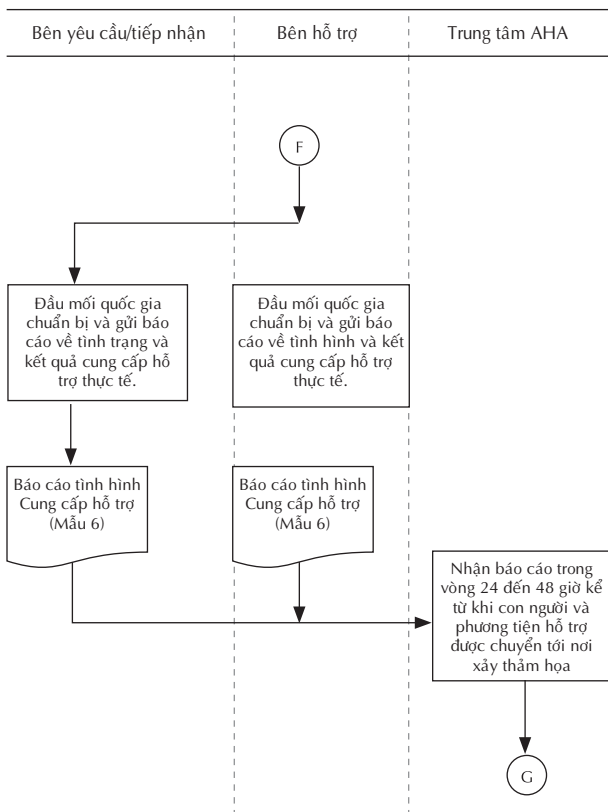 Bên yêu cầu/tiếp nhận
Bên hỗ trợ
Trung tâm AHA
F
Đầu mối quốc gia
chuẩn bị và gửi báo
cáo về tình trạng và
kết quả cung cấp hỗ
trợ thực tế.
Đầu mối quốc gia
chuẩn bị và gửi báo
cáo về tình hình và kết
quả cung cấp hỗ trợ
thực tế.
Báo cáo tình hình
Cung cấp hỗ trợ
(Mẫu 6)
Báo cáo tình hình
Cung cấp hỗ trợ
(Mẫu 6)
Nhận báo cáo trong
vòng 24 đến 48 giờ kể
từ khi con người và
phương tiện hỗ trợ
được chuyển tới nơi
xảy thảm họa
G